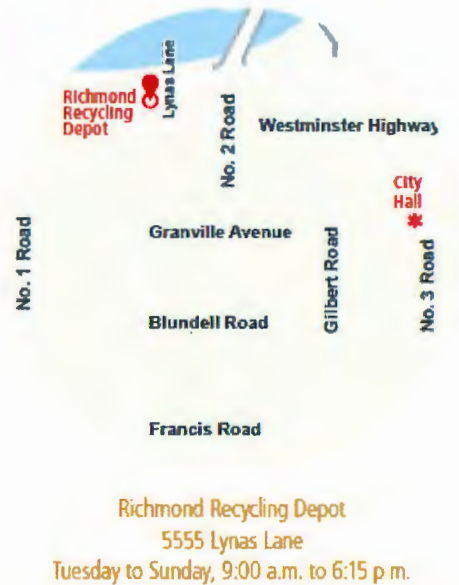 Lynas Lane
Richmond
Recycling
Depot
No. 2 Road
Westminster Highway
City
Hall
No. 1 Road
Granville Avenue
Gilbert Road
No. 3 Road
Blundell Road
Francis Road
Richmond Recycling Depot
5555 Lynas Lane
Tuesday to Sunday, 9:00 a.m. to 6:15 p m.